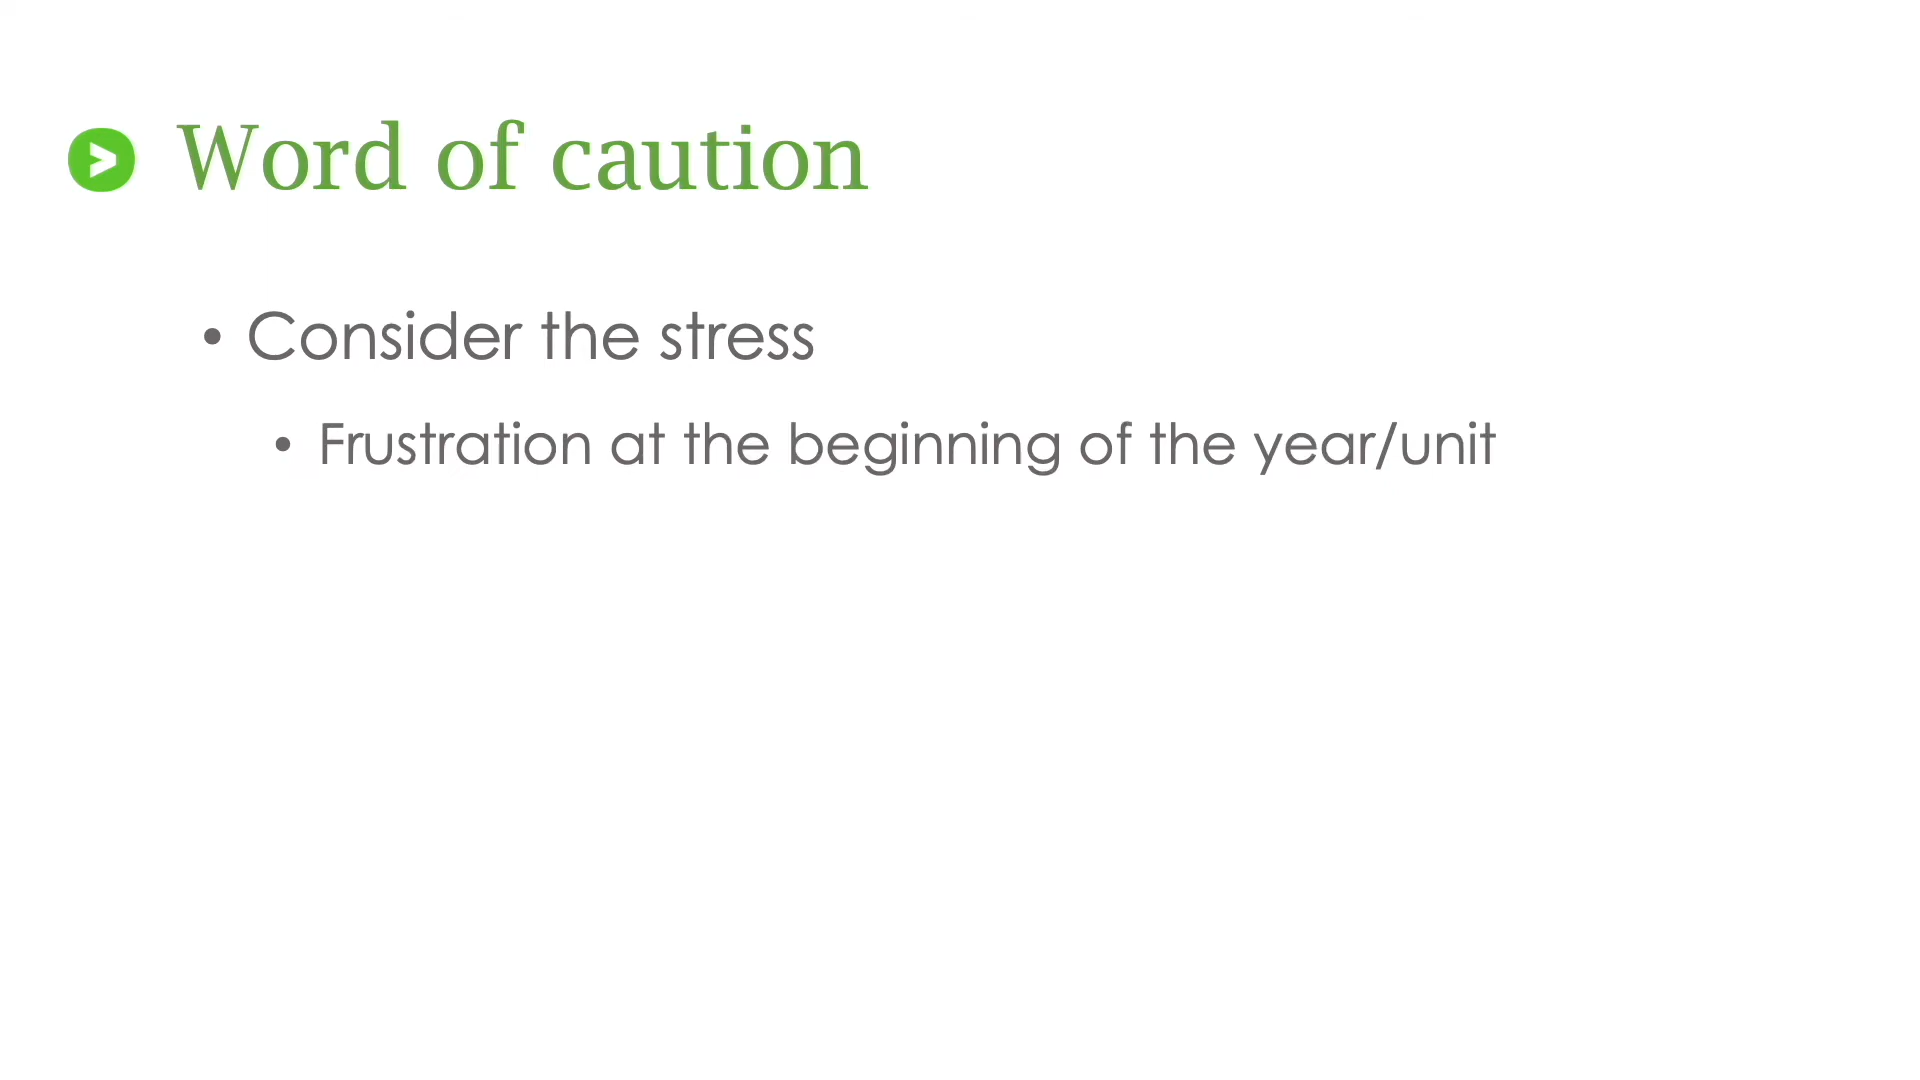 Word of caution
• Consider the stress
• Frustration at the beginning of the year/unit